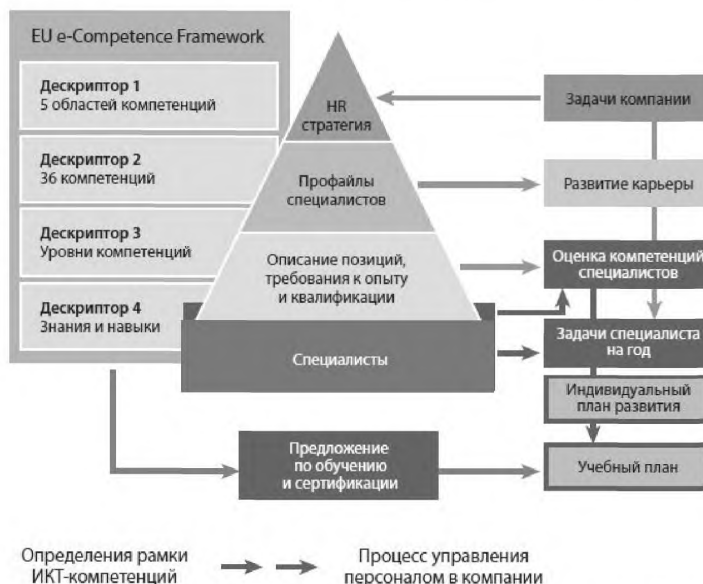 EU e-Competence Framework
Дескриптор 1
5 областей компетенций
Дескриптор 2
36 компетенций
Дескриптор 3
Уровни компетенций
Дескриптор 4
Знания и навыки
HR
стратегия
Профайлы
специалистов
Описание позиций,
требования к опыту
и квалификации
Специалисты
Предложение
по обучению
и сертификации
Задачи компании
Развитие карьеры
Оценка компетенций
специалистов
Задачи специалиста
на год
Индивидуальный
план развития
Учебный план
Определения рамки
ИКТ-компетенций
Процесс управления
персоналом в компании